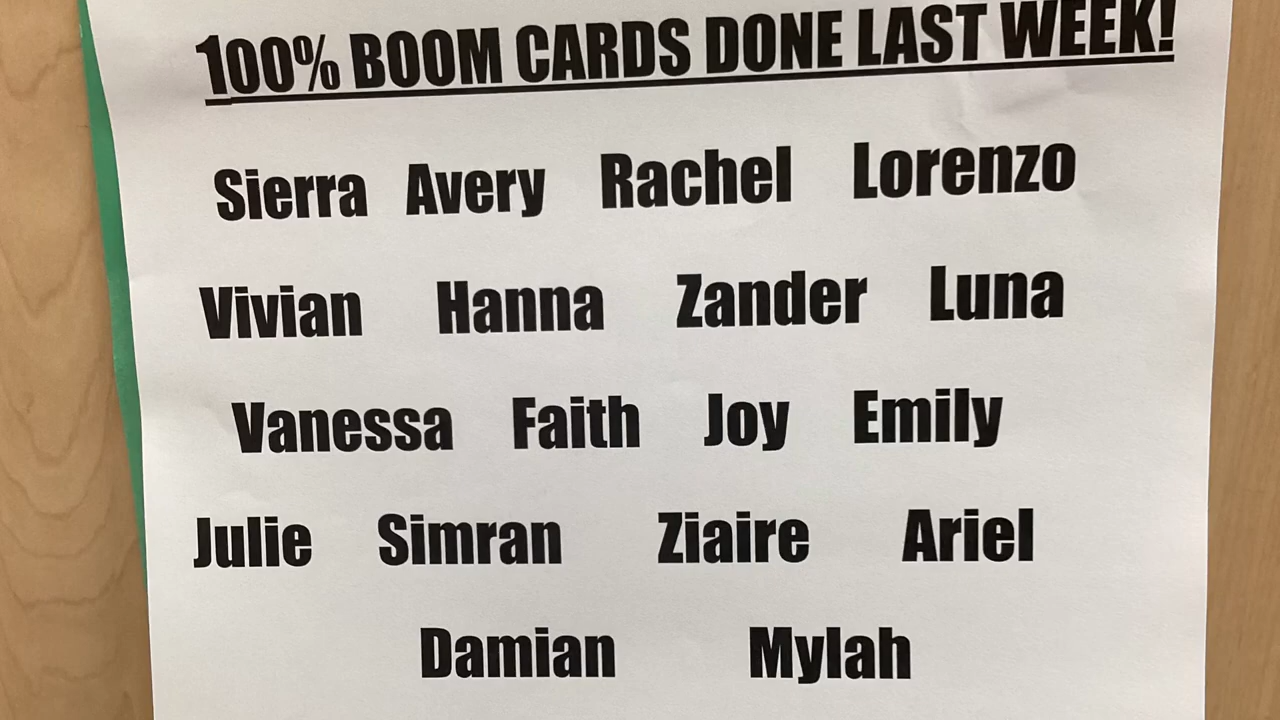 100% BOOM CARDS DONE LAST WEEK!
Sierra Avery Rachel Lorenzo
Vivian Hanna Zander Luna
Vanessa Faith Joy Emily
Julie Simran Ziaire Ariel
Damian Mylah